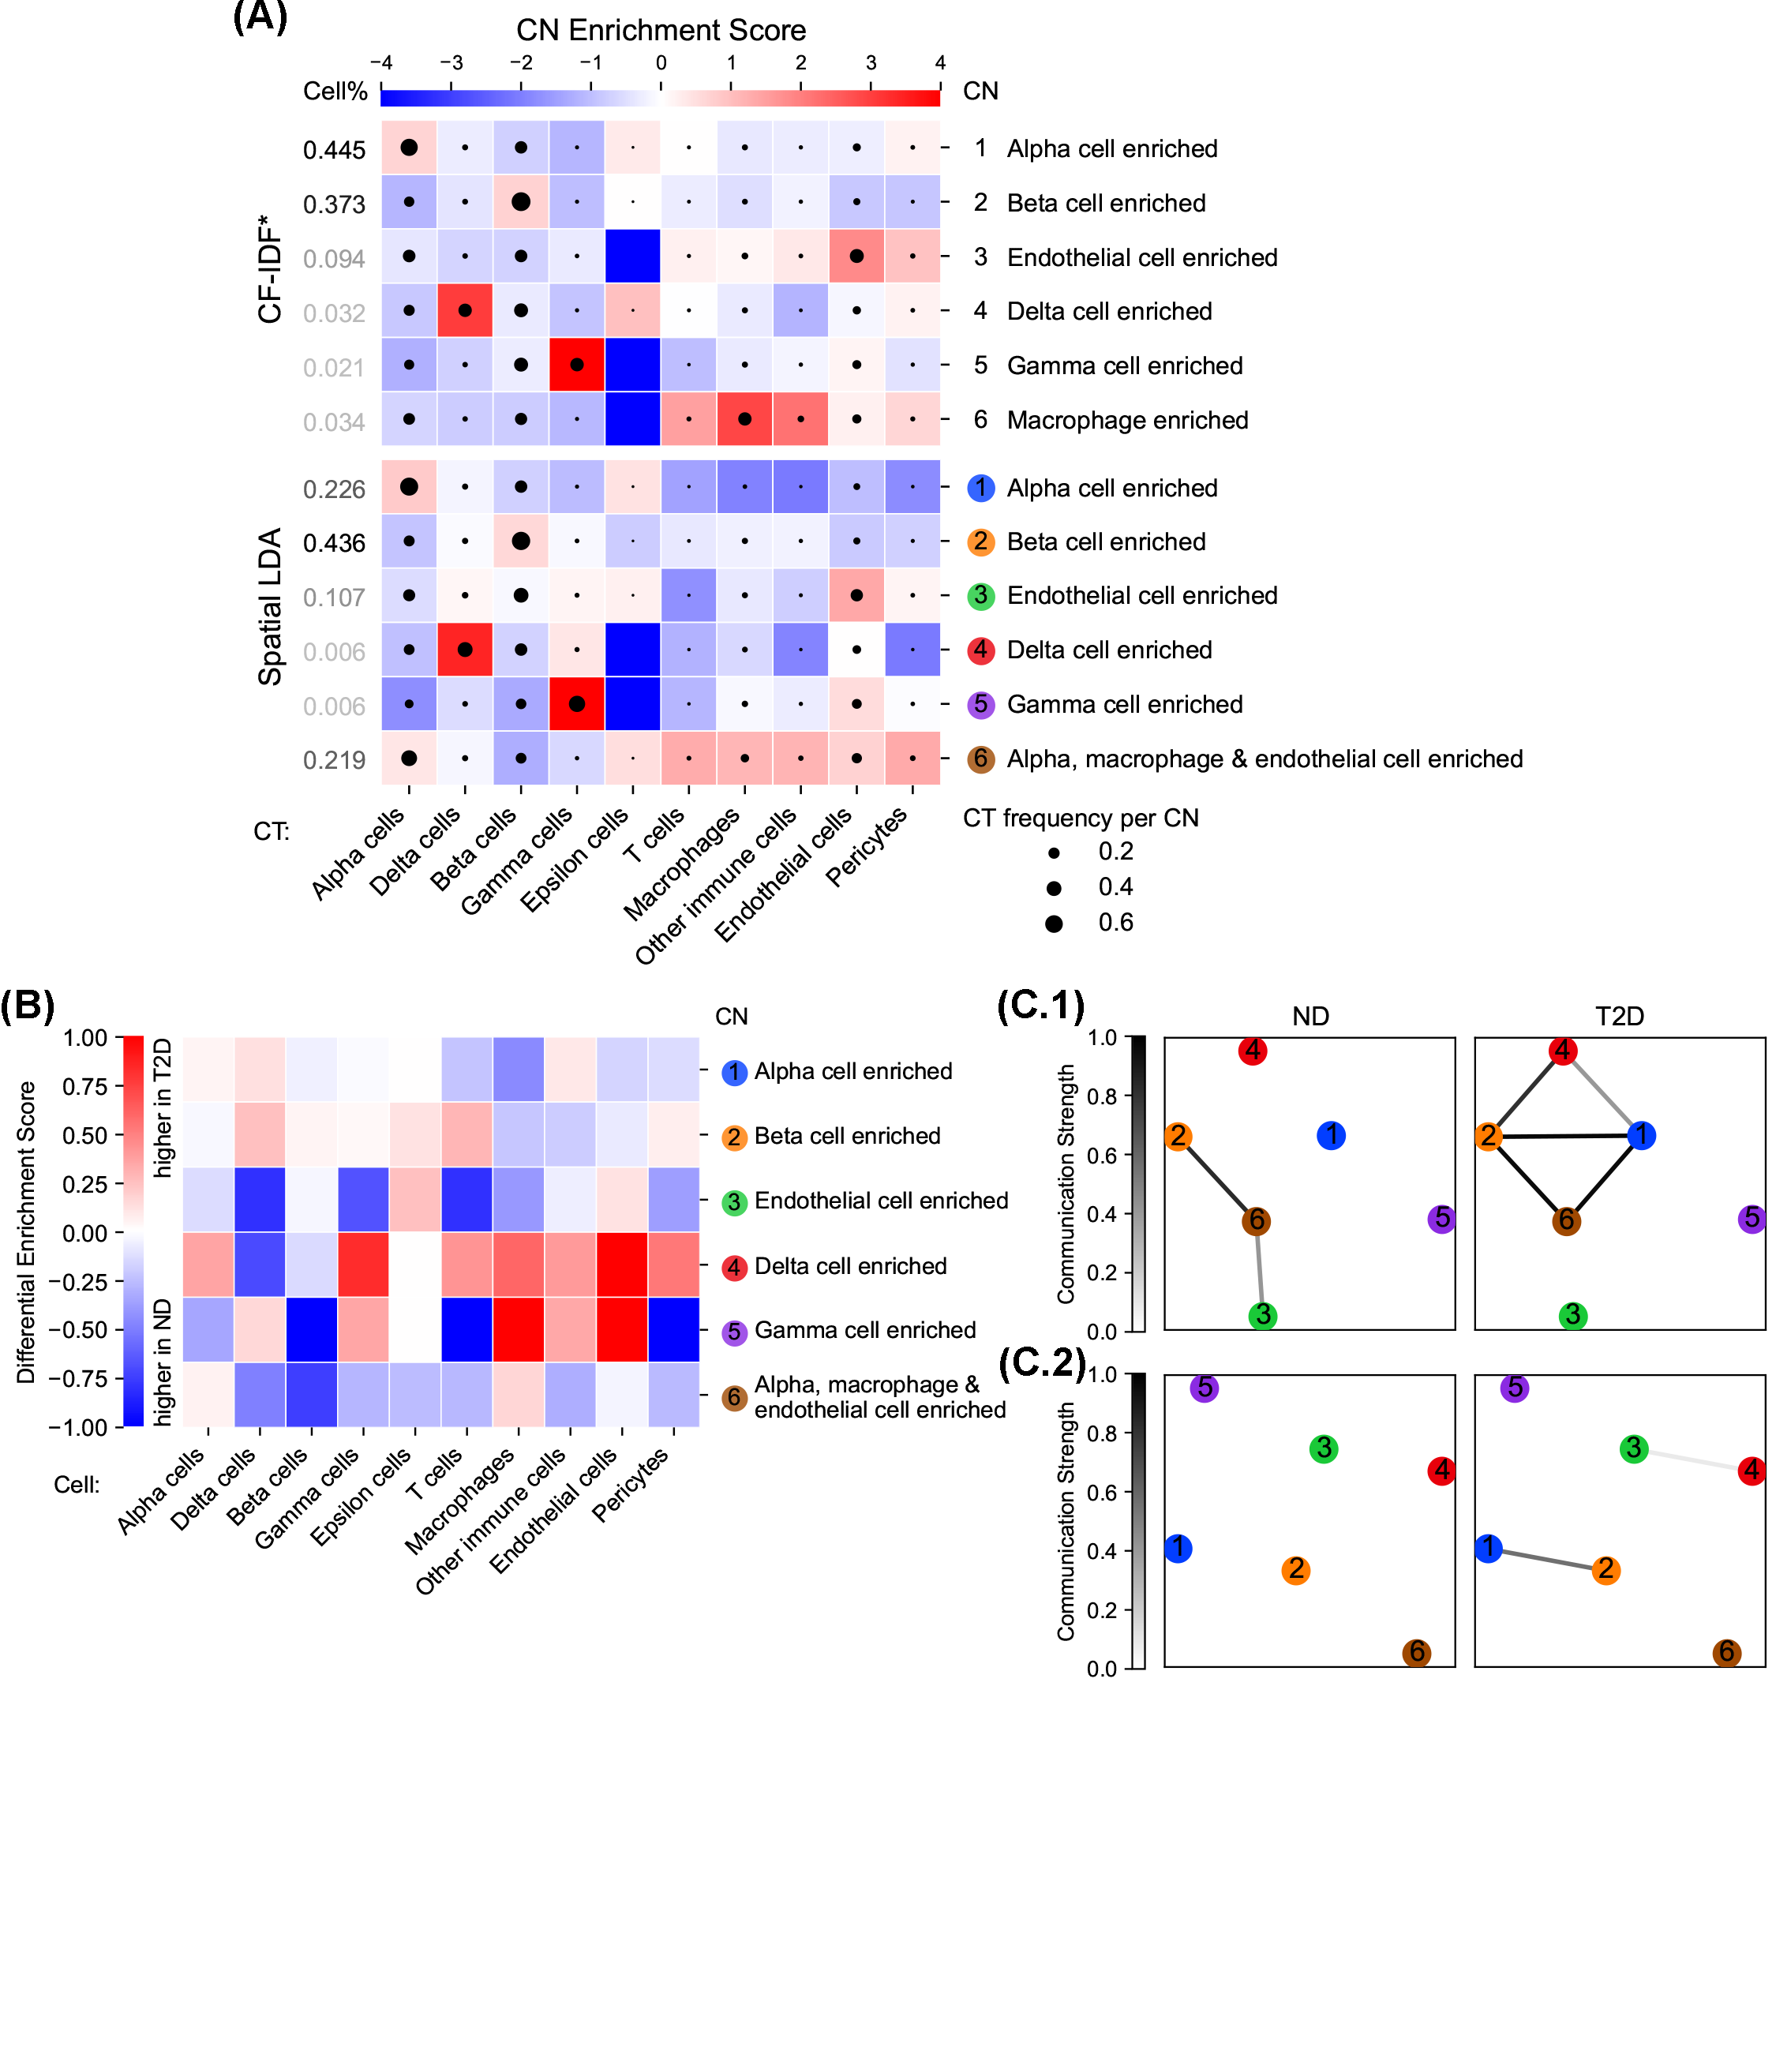 (A)
CN Enrichment Score
−4 −3 −2 −1 0 1 2 3 4
Cell% CN
CF-IDF*
0.445 1 Alpha cell enriched
0.373 2 Beta cell enriched
0.094 3 Endothelial cell enriched
0.032 4 Delta cell enriched
0.021 5 Gamma cell enriched
0.034 6 Macrophage enriched
Spatial LDA
0.226 1 Alpha cell enriched
0.436 2 Beta cell enriched
0.107 3 Endothelial cell enriched
0.006 4 Delta cell enriched
0.006 5 Gamma cell enriched
0.219 6 Alpha, macrophage & endothelial cell enriched
CT:
Alpha cells
Delta cells
Beta cells
Gamma cells
Epsilon cells
T cells
Macrophages
Other immune cells
Endothelial cells
Pericytes
CT frequency per CN
0.2
0.4
0.6
(B)
CN
Differential Enrichment Score
1.00
0.75
0.50
0.25
0.00
−0.25
−0.50
−0.75
−1.00
higher in T2D
higher in ND
1 Alpha cell enriched
2 Beta cell enriched
3 Endothelial cell enriched
4 Delta cell enriched
5 Gamma cell enriched
6 Alpha, macrophage &
endothelial cell enriched
Cell:
Alpha cells
Delta cells
Beta cells
Gamma cells
Epsilon cells
T cells
Macrophages
Other immune cells
Endothelial cells
Pericytes
(C.1)
ND T2D
Communication Strength
1.0
0.8
0.6
0.4
0.2
0.0
4
2
1
6
5
3
4
2
1
6
5
3
(C.2)
Communication Strength
1.0
0.8
0.6
0.4
0.2
0.0
5
3
4
1
2
6
5
3
4
1
2
6